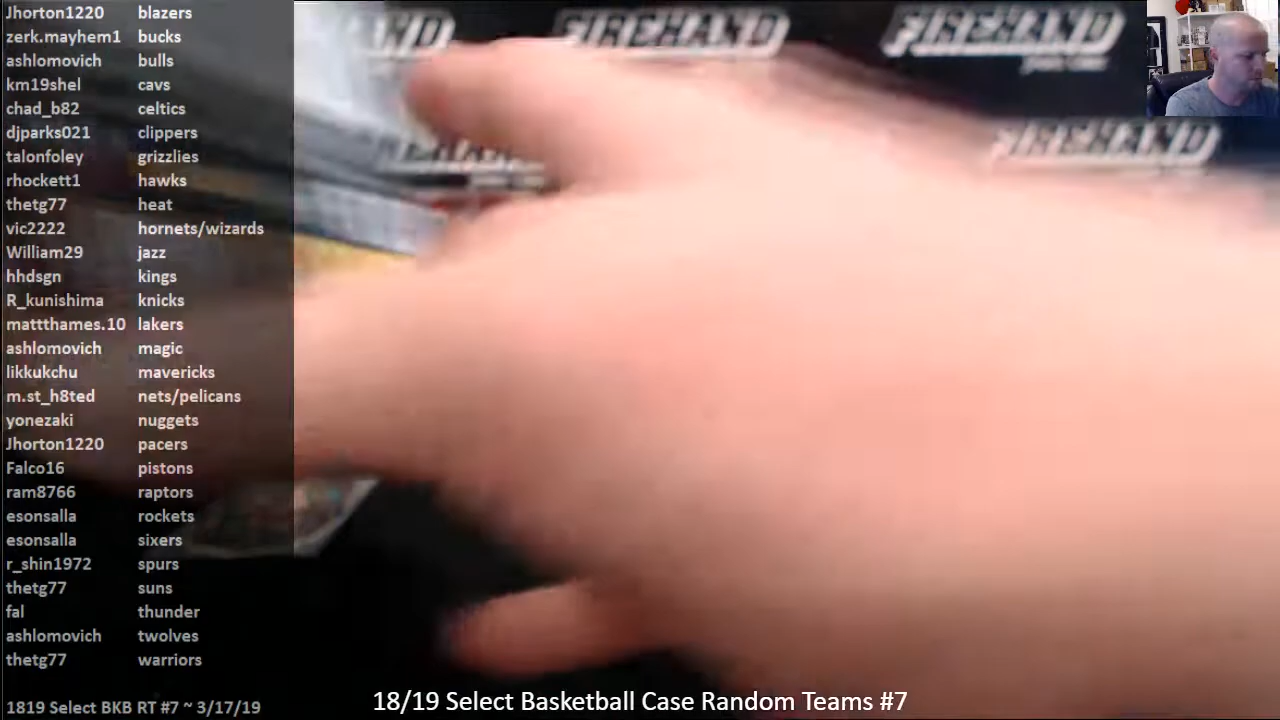 Jhorton1220 blazers
zerk.mayhem1 bucks
ashlomovich bulls
km19shel cavs
chad_b82 celtics
djparks021 clippers
talonfoley grizzlies
rhockett1 hawks
thetg77 heat
vic2222 hornets/wizards
William29 jazz
hhdsgn kings
R_kunishima knicks
mattthames.10 lakers
ashlomovich magic
likkukchu mavericks
m.st_h8ted nets/pelicans
yonezaki nuggets
Jhorton1220 pacers
Falco16 pistons
ram8766 raptors
esonsalla rockets
esonsalla sixers
r_shin1972 spurs
thetg77 suns
fal thunder
ashlomovich twolves
thetg77 warriors
1819 Select BKB RT #7 ~ 3/17/19
FIREHAND
FIREHAND
FIREHAND
18/19 Select Basketball Case Random Teams #7